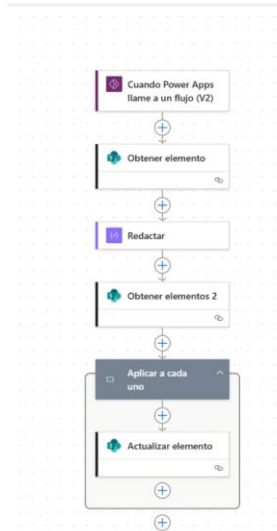 Cuando Power Apps
llame a un flujo (V2)
Obtener elemento
Redactar
Obtener elementos 2
Aplicar a cada
uno
Actualizar elemento